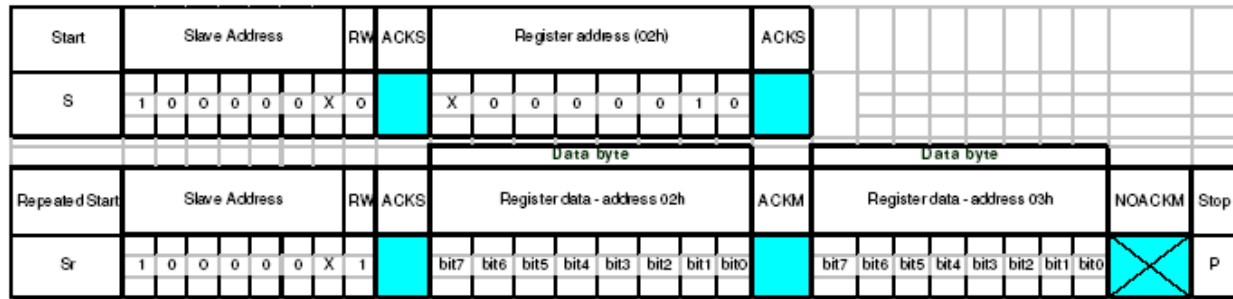 Start Slave Address RW ACKS Register address (02h) ACKS
S 1 0 0 0 0 0 X 0 X 0 0 0 0 0 1 0
Data byte Data byte
Repeated Start Slave Address RW ACKS Register data - address 02h ACKM Register data - address 03h NOACKM Stop
Sr 1 0 0 0 0 0 X 1 bit7 bit6 bit5 bit4 bit3 bit2 bit1 bit0 bit7 bit6 bit5 bit4 bit3 bit2 bit1 bit0 P